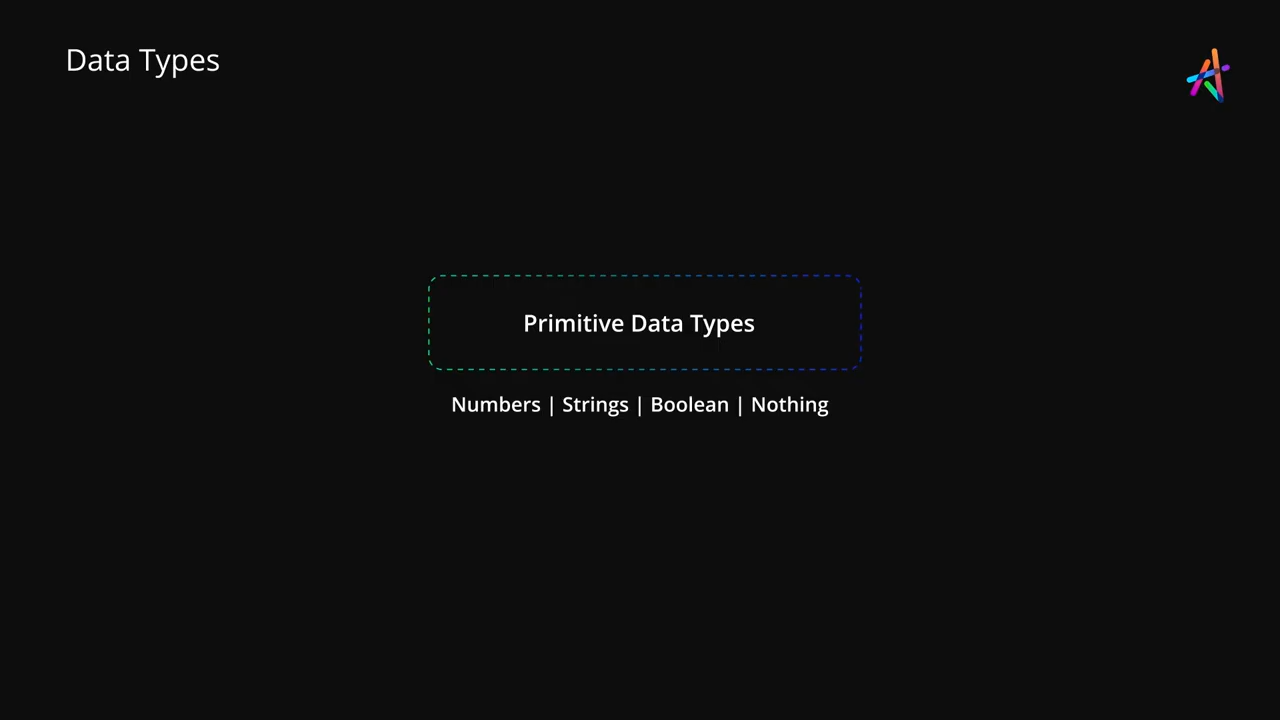 Data Types
Primitive Data Types
Numbers | Strings | Boolean | Nothing